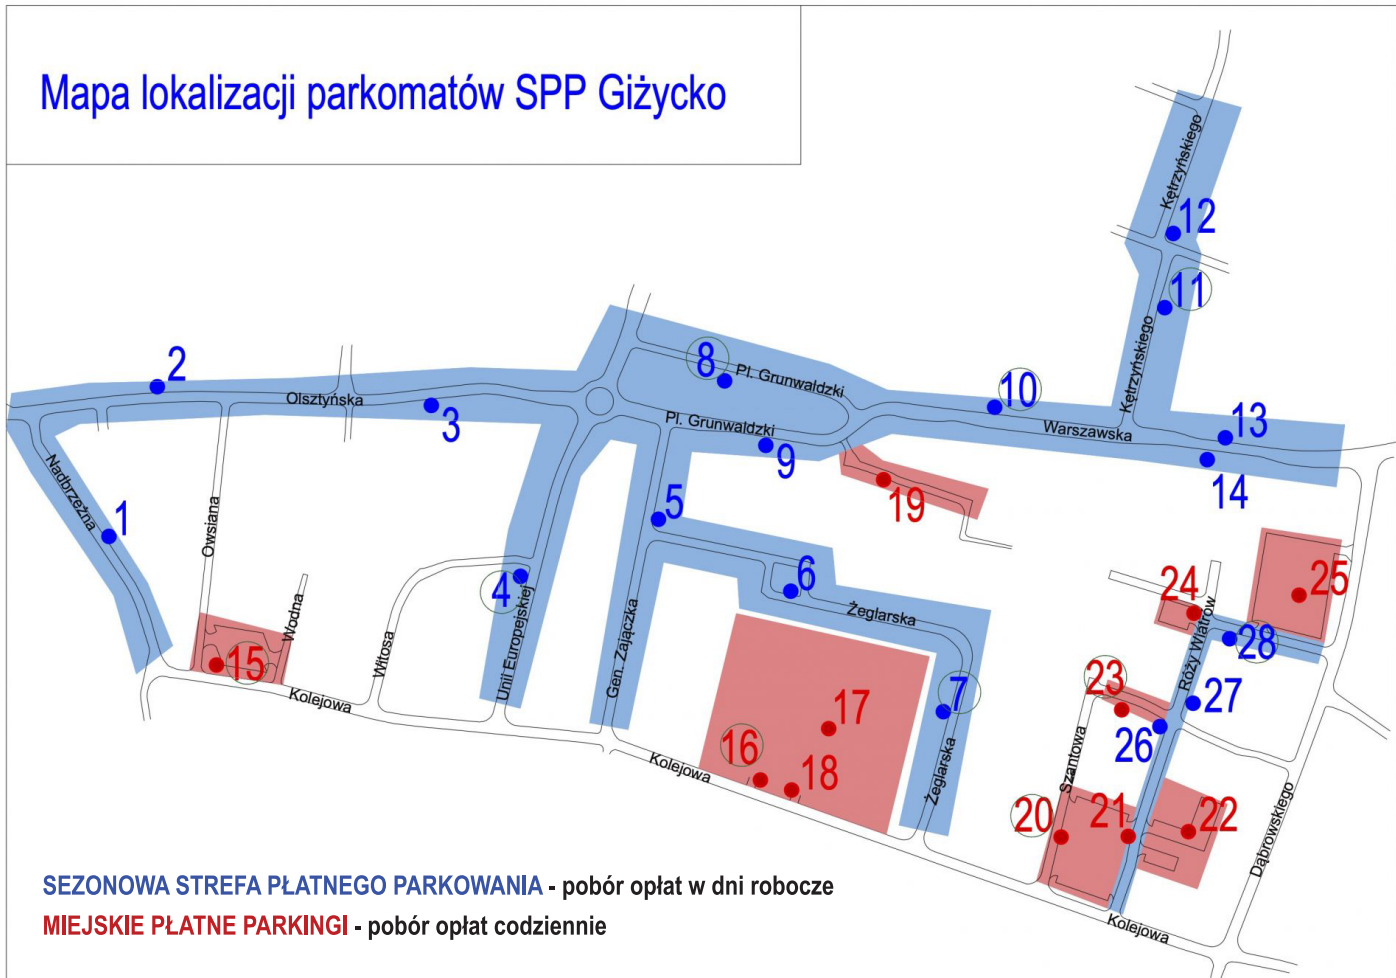 Mapa lokalizacji parkomatów SPP Giżycko
Kętrzyńskiego
12
11
Kętrzyńskiego
2
8
Pl. Grunwaldzki
10
Olsztyńska
3
Pl. Grunwaldzki
9
Warszawska
13
14
Nadbrzeżna
1
Owsiana
5
19
4
Unii Europejskiej
6
Żeglarska
24
25
Wodna
Witosa
Gen. Zajączka
Róży Wiatrów
28
15
Kolejowa
7
23
27
26
17
16
18
Kolejowa
Żeglarska
Szantowa
20
21
22
Dąbrowskiego
Kolejowa
SEZONOWA STREFA PŁATNEGO PARKOWANIA - pobór opłat w dni robocze
MIEJSKIE PŁATNE PARKINGI - pobór opłat codziennie